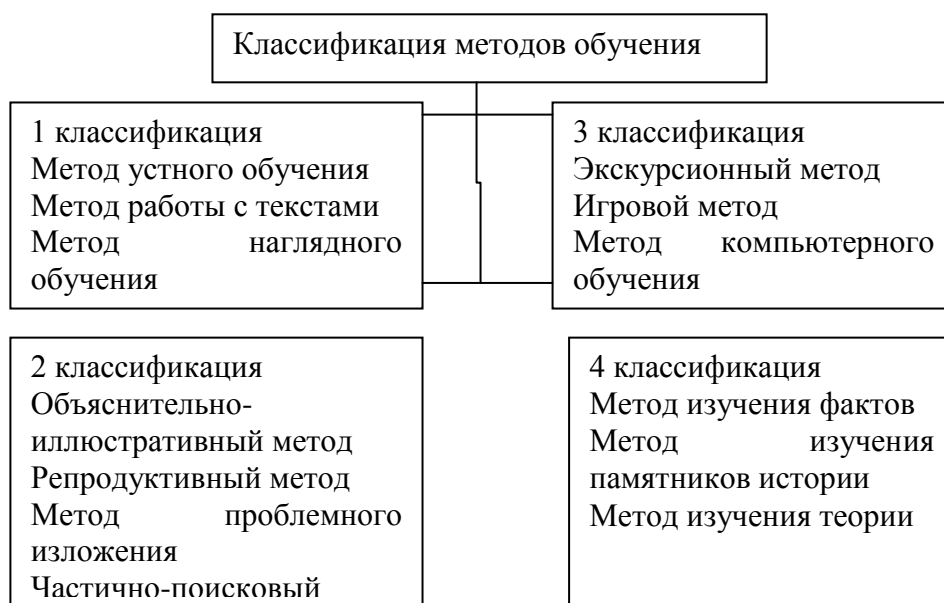 Классификация методов обучения
1 классификация
Метод устного обучения
Метод работы с текстами
Метод наглядного
обучения
3 классификация
Экскурсионный метод
Игровой метод
Метод компьютерного
обучения
2 классификация
Объяснительно-
иллюстративный метод
Репродуктивный метод
Метод проблемного
изложения
Частично-поисковый
4 классификация
Метод изучения фактов
Метод изучения
памятников истории
Метод изучения теории